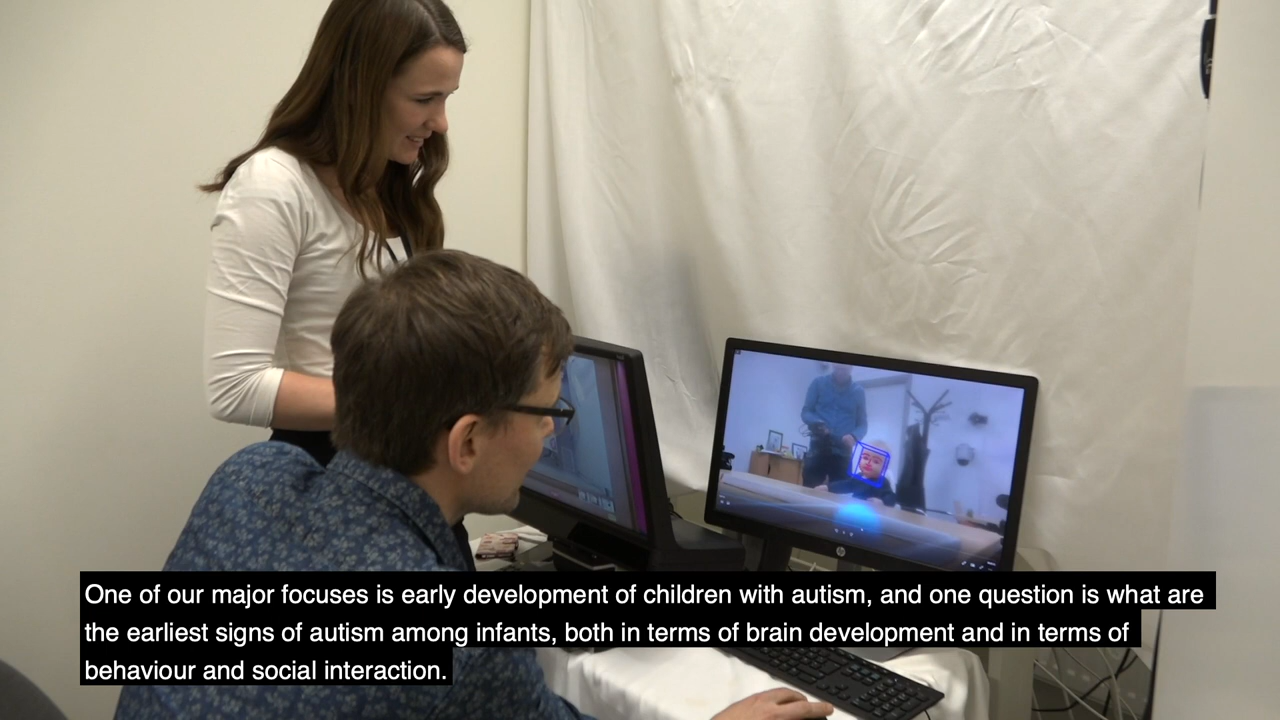 One of our major focuses is early development of children with autism, and one question is what are
the earliest signs of autism among infants, both in terms of brain development and in terms of
behaviour and social interaction.
hp